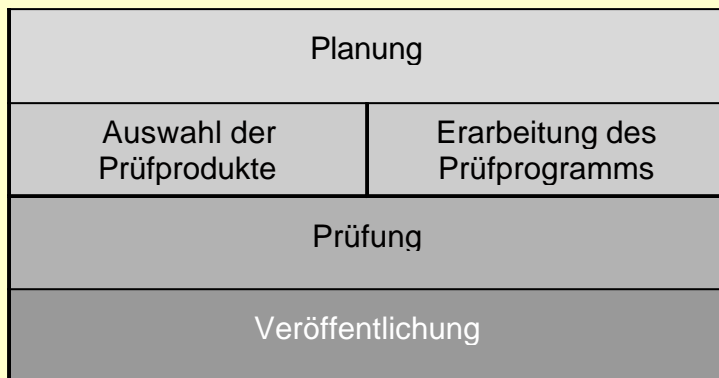 Planung
Auswahl der
Prüfprodukte
Erarbeitung des
Prüfprogramms
Prüfung
Veröffentlichung